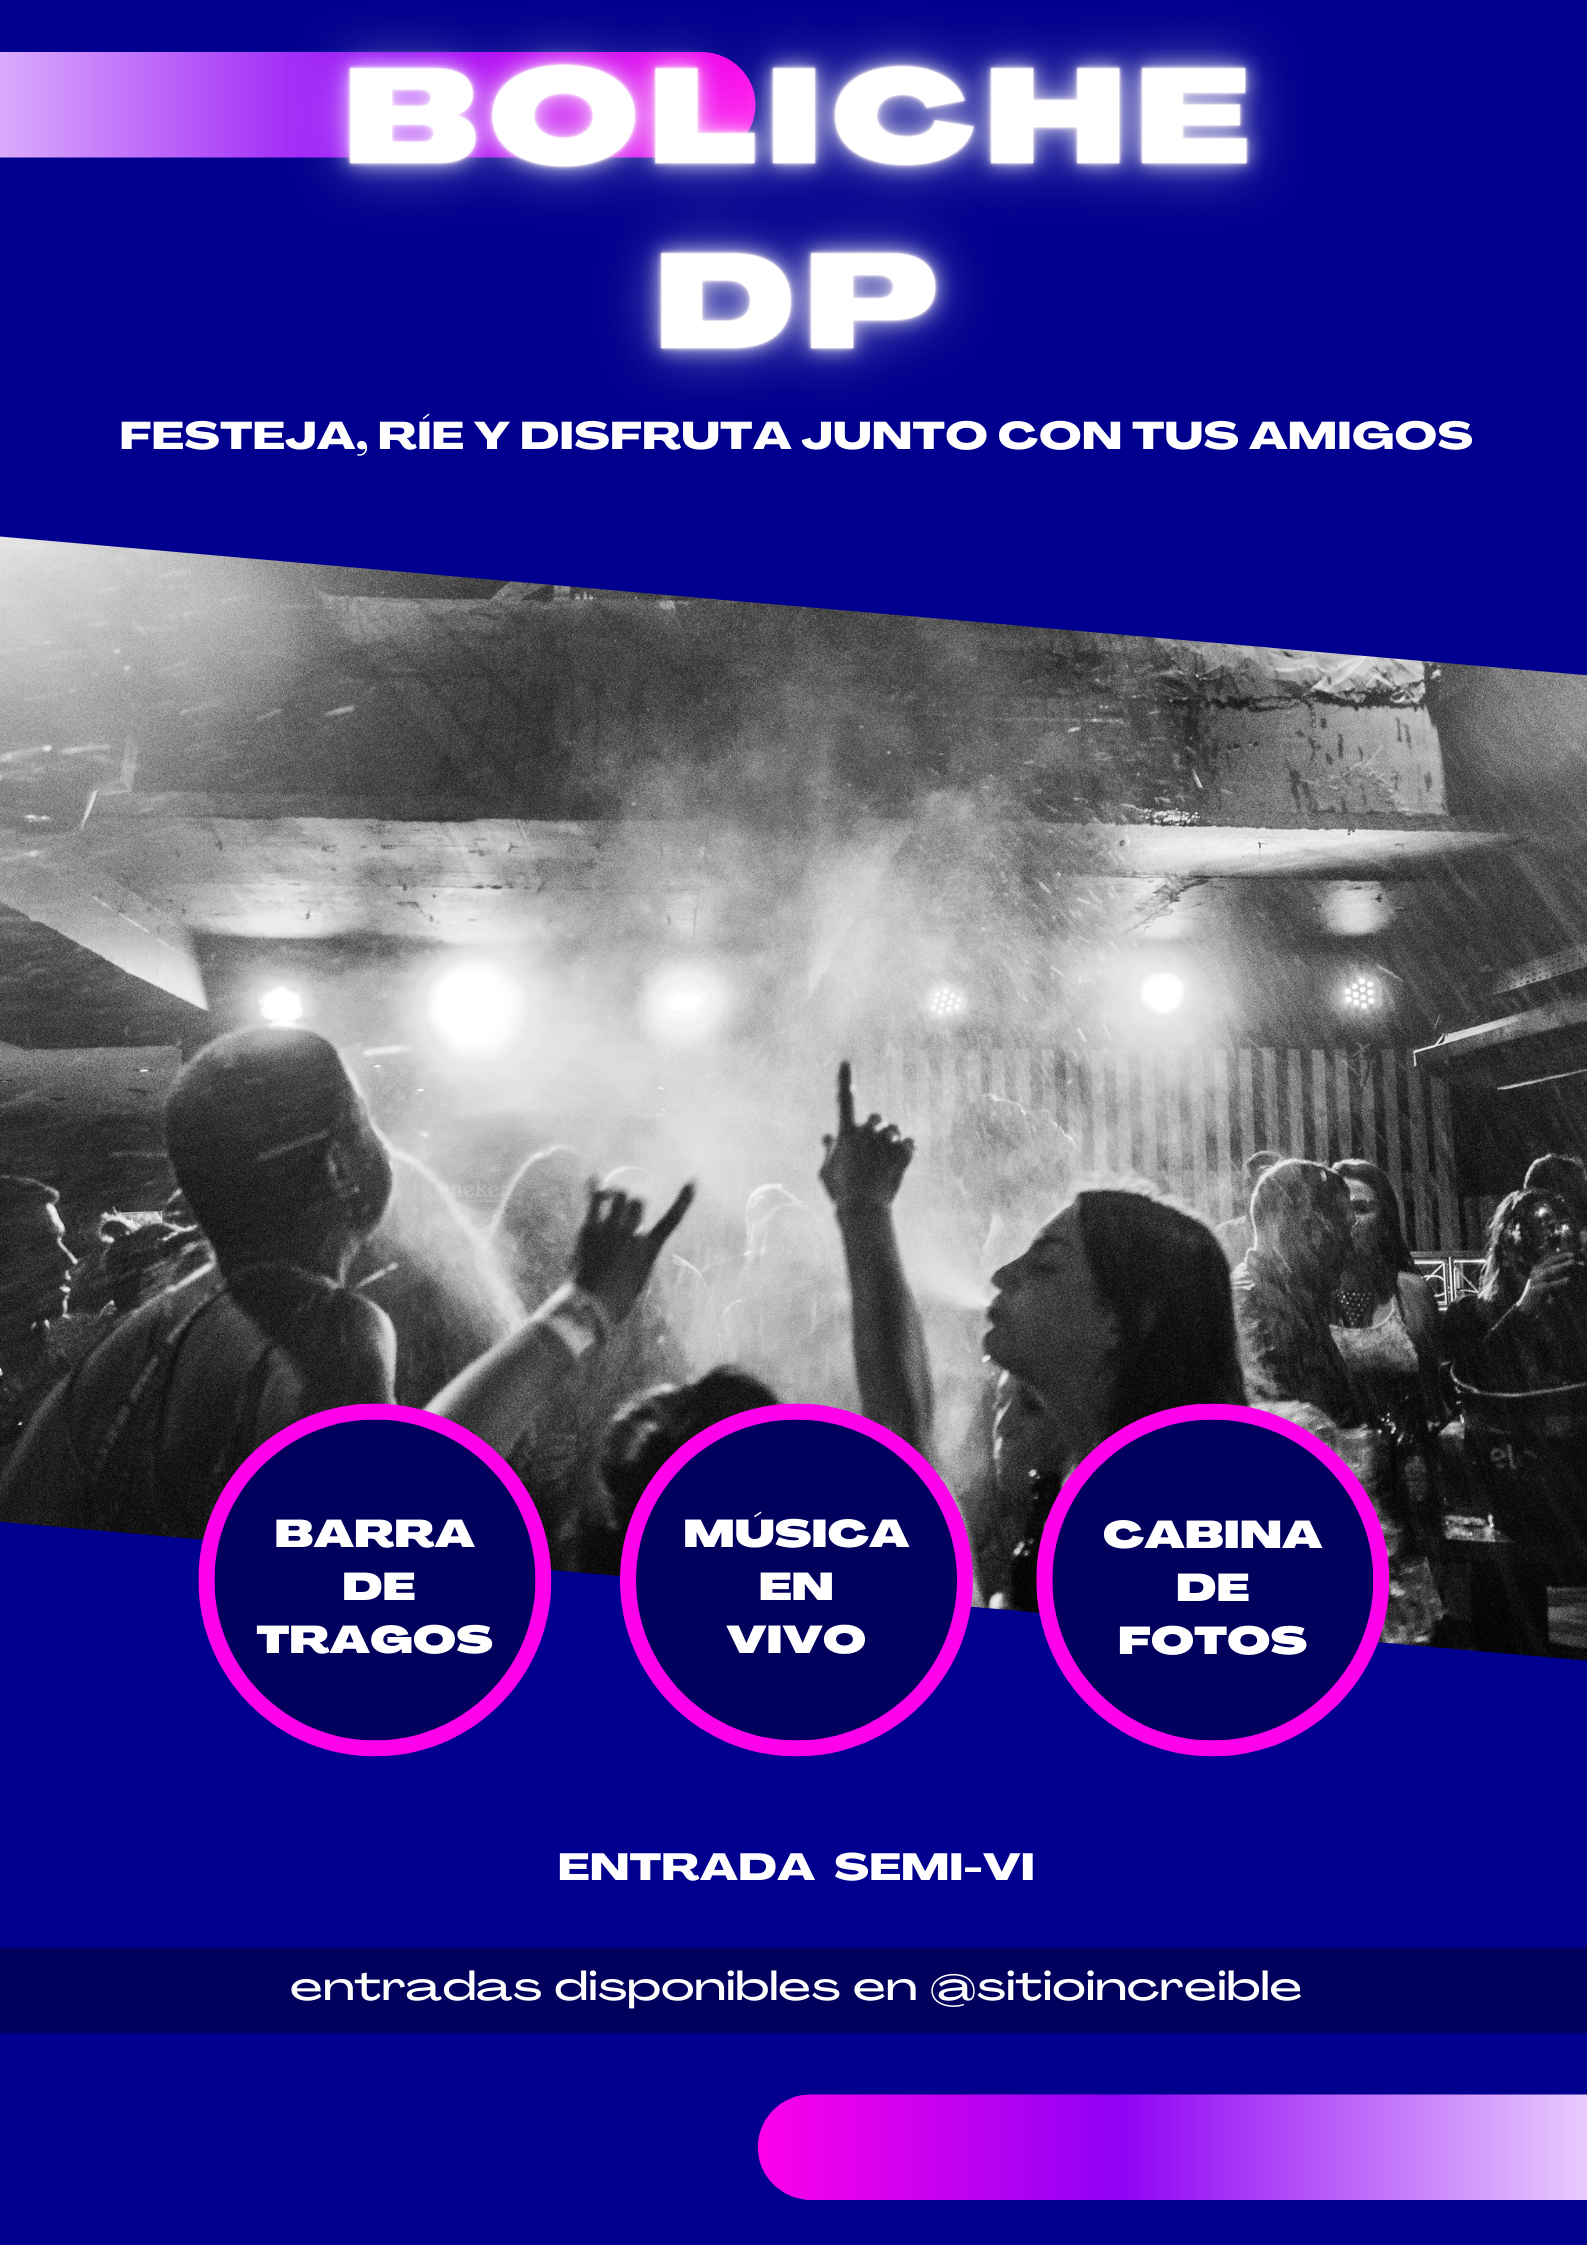 BOLICHE
DP
FESTEJA, RÍE Y DISFRUTA JUNTO CON TUS AMIGOS
BARRA
DE
TRAGOS
MÚSICA
EN
VIVO
CABINA
DE
FOTOS
ENTRADA SEMI-VI
entradas disponibles en @sitioincreible